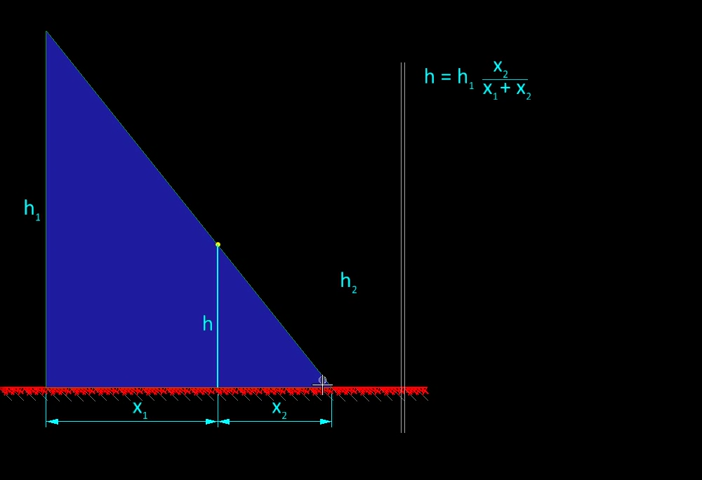 h = h₁ x₂ / x₁ + x₂
h₁
h₂
h
x₁
x₂